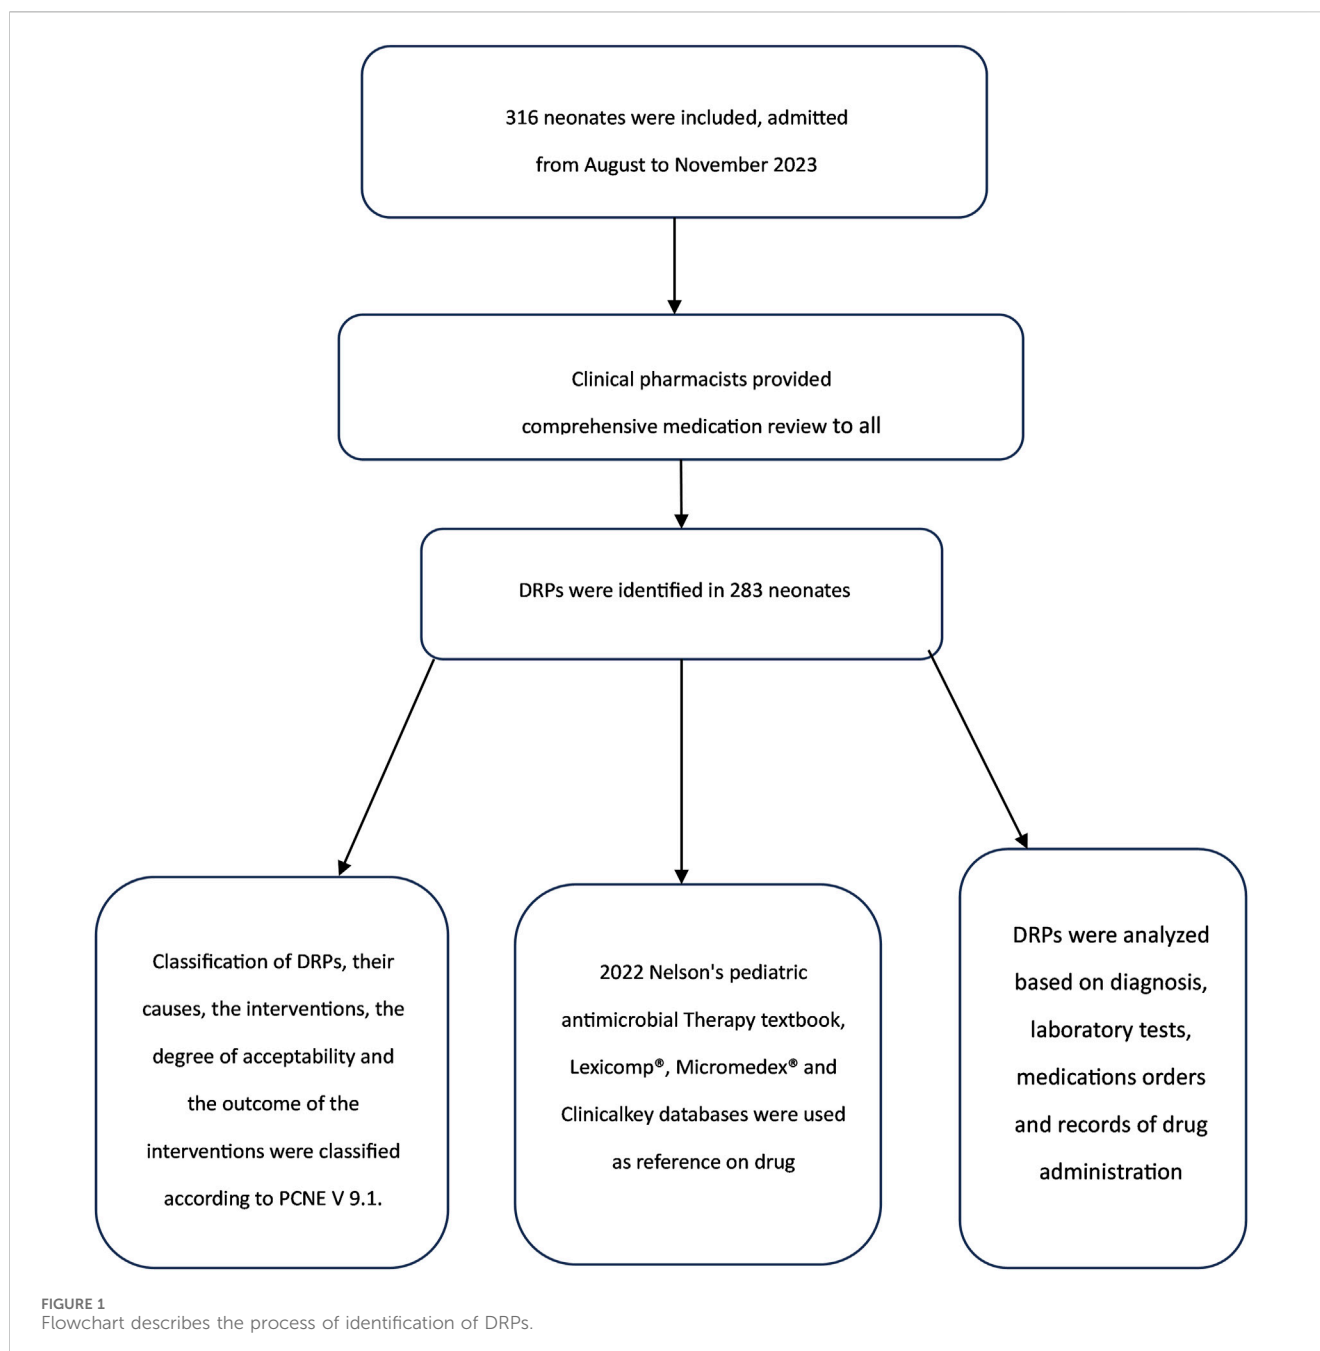 316 neonates were included, admitted
from August to November 2023
Clinical pharmacists provided
comprehensive medication review to all
DRPs were identified in 283 neonates
Classification of DRPs, their
causes, the interventions, the
degree of acceptability and
the outcome of the
interventions were classified
according to PCNE V 9.1.
2022 Nelson's pediatric
antimicrobial Therapy textbook,
Lexicomp®, Micromedex® and
Clinicalkey databases were used
as reference on drug
DRPs were analyzed
based on diagnosis,
laboratory tests,
medications orders
and records of drug
administration
FIGURE 1
Flowchart describes the process of identification of DRPs.